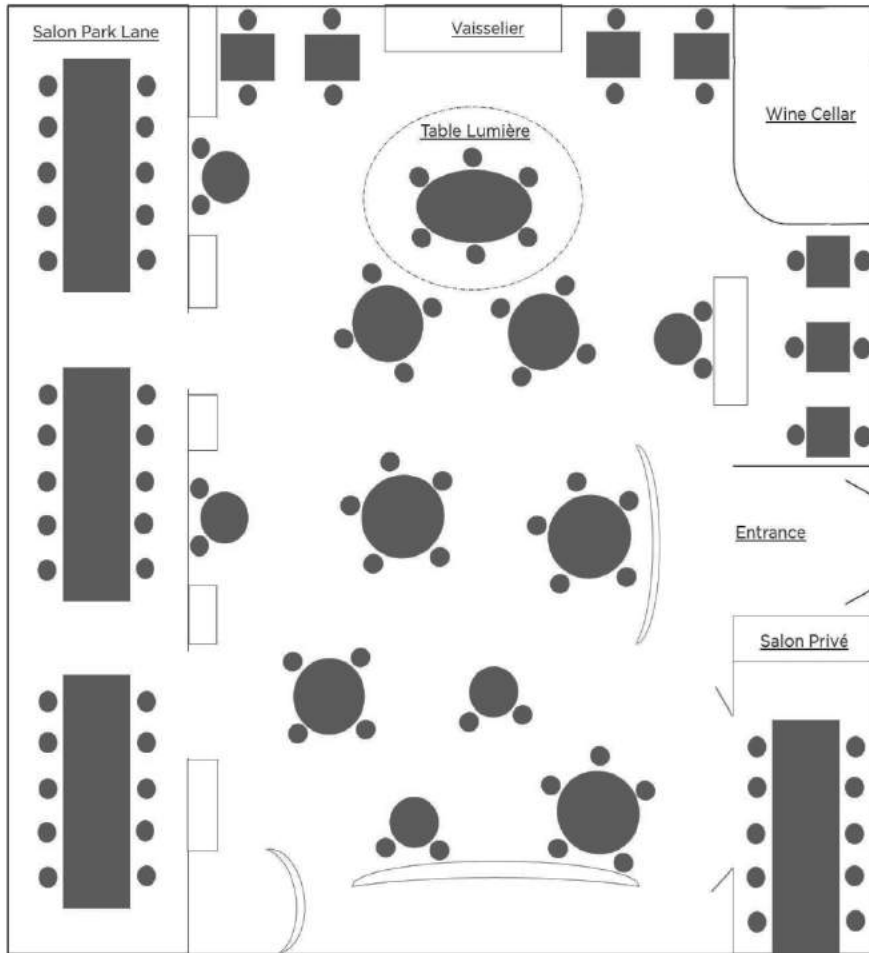 Salon Park Lane
Vaisselier
Wine Cellar
Table Lumière
Entrance
Salon Privé